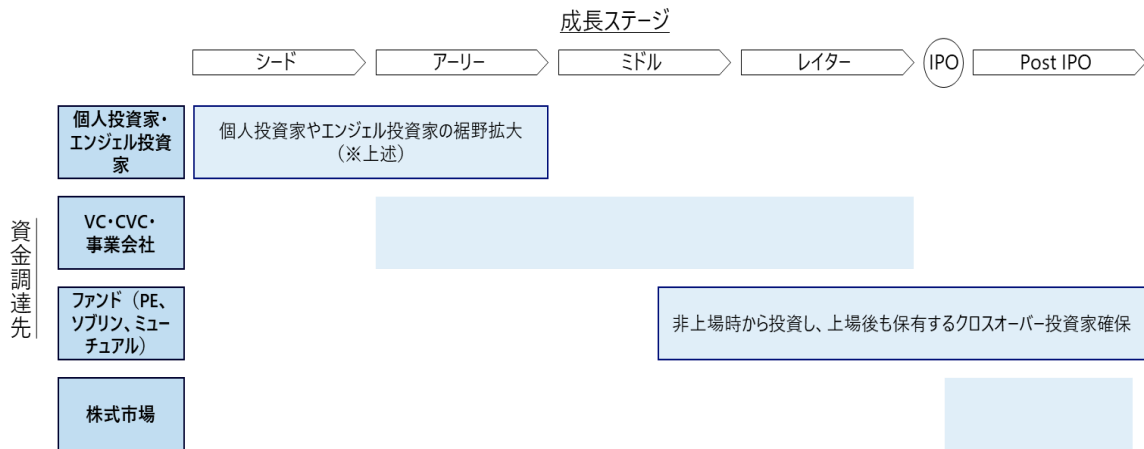 成長ステージ
シード
アーリー
ミドル
レイター
IPO
Post IPO
資金調達先
個人投資家・
エンジェル投資
家
個人投資家やエンジェル投資家の裾野拡大
(※上述)
VC・CVC・
事業会社
ファンド（PE、
ソブリン、ミュー
チュアル）
非上場時から投資し、上場後も保有するクロスオーバー投資家確保
株式市場